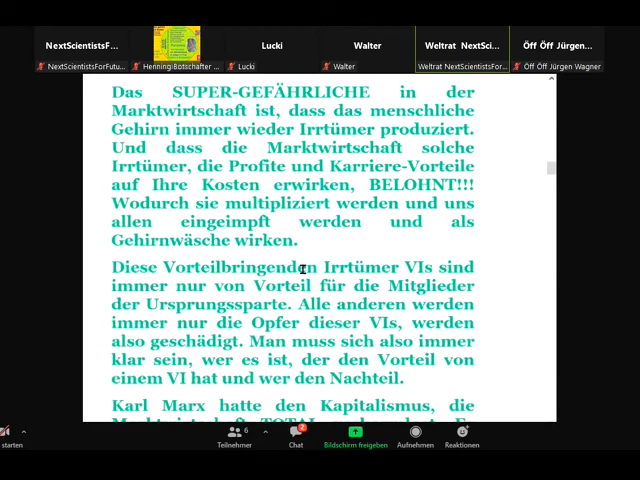 NextScientistsF... Lucki Walter Weltrat NextSci... Öff Öff Jürgen...
NextScientistsForFutu... Henning:Botschafter ... Lucki Walter Weltrat NextScientistsFor... Öff Öff Jürgen Wagner
Das SUPER-GEFÄHRLICHE in der
Marktwirtschaft ist, dass das menschliche
Gehirn immer wieder Irrtümer produziert.
Und dass die Marktwirtschaft solche
Irrtümer, die Profite und Karriere-Vorteile
auf Ihre Kosten erwirken, BELOHNT!!!
Wodurch sie multipliziert werden und uns
allen eingeimpft werden und als
Gehirnwäsche wirken.
Diese Vorteilbringenden Irrtümer VIs sind
immer nur von Vorteil für die Mitglieder
der Ursprungssparte. Alle anderen werden
immer nur die Opfer dieser VIs, werden
also geschädigt. Man muss sich also immer
klar sein, wer es ist, der den Vorteil von
einem VI hat und wer den Nachteil.
Karl Marx hatte den Kapitalismus, die
starten Teilnehmer 6 Chat 2 Bildschirm freigeben Aufnehmen Reaktionen